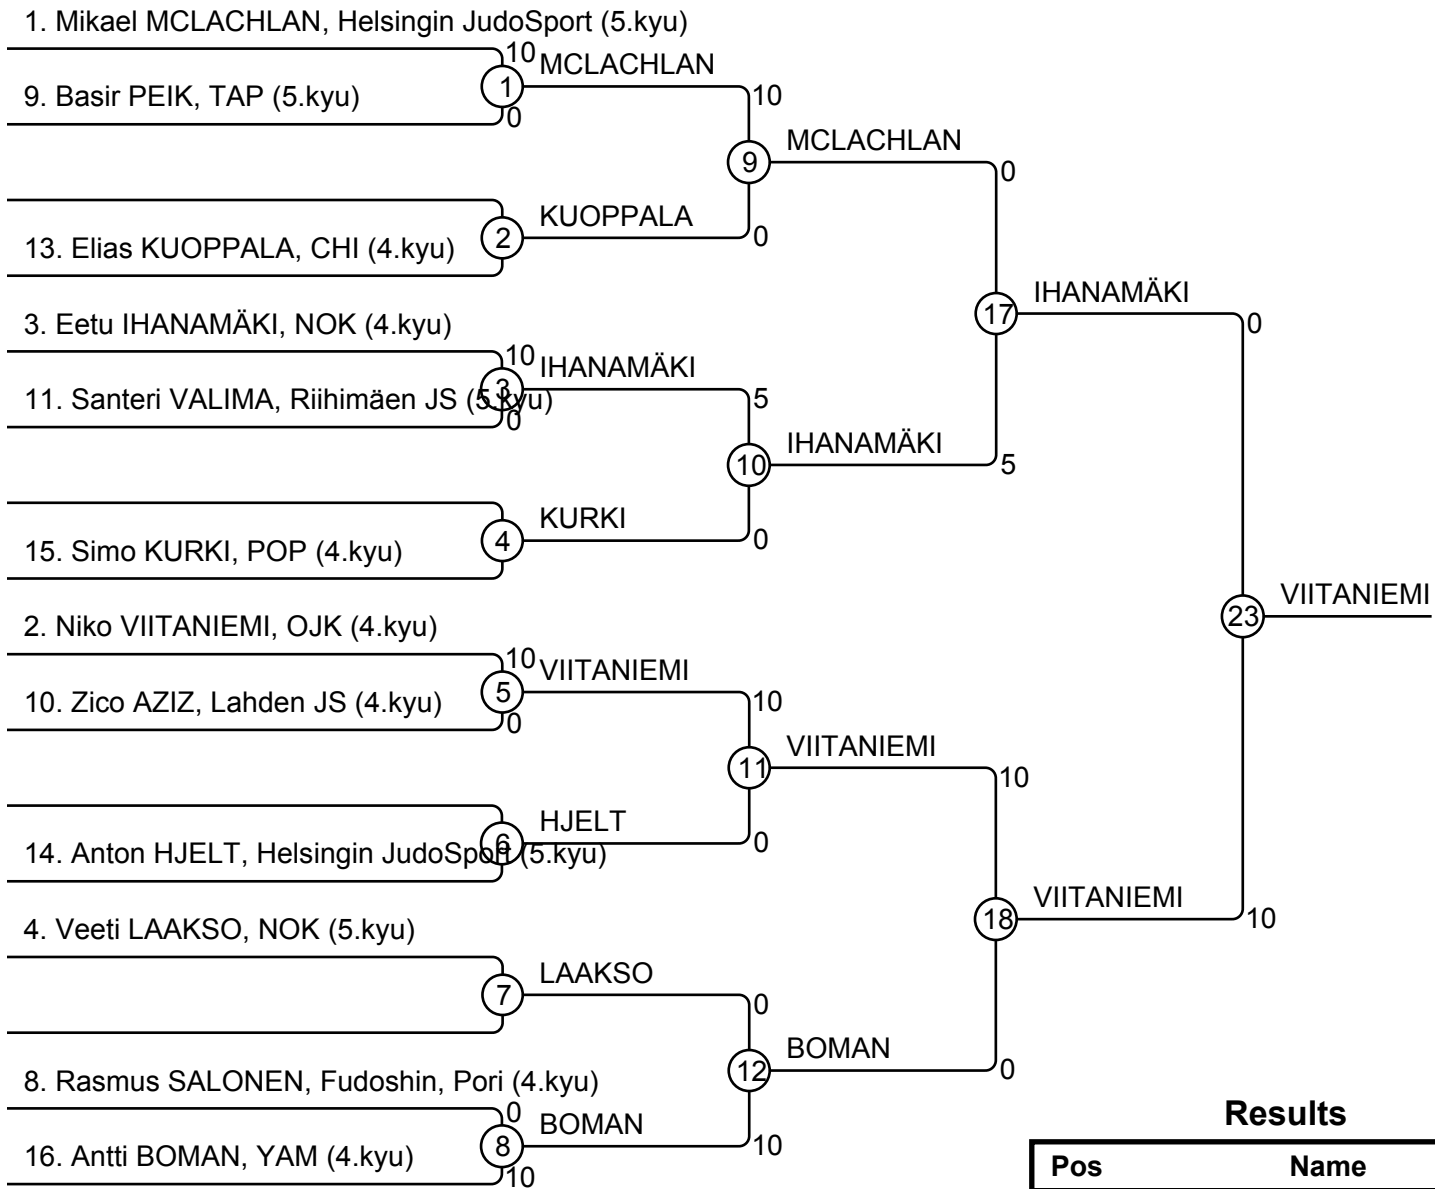 1. Mikael MCLACHLAN, Helsingin JudoSport (5.kyu)
10
MCLACHLAN
1
10
9. Basir PEIK, TAP (5.kyu)
0
MCLACHLAN
9
0
KUOPPALA
2
0
13. Elias KUOPPALA, CHI (4.kyu)
IHANAMÄKI
17
0
3. Eetu IHANAMÄKI, NOK (4.kyu)
10
IHANAMÄKI
3
5
11. Santeri VALIMA, Riihimäen JS (5.kyu)
0
IHANAMÄKI
10
5
KURKI
4
0
15. Simo KURKI, POP (4.kyu)
VIITANIEMI
23
2. Niko VIITANIEMI, OJK (4.kyu)
10
VIITANIEMI
5
10
10. Zico AZIZ, Lahden JS (4.kyu)
0
VIITANIEMI
11
10
HJELT
6
0
14. Anton HJELT, Helsingin JudoSport (5.kyu)
VIITANIEMI
18
10
4. Veeti LAAKSO, NOK (5.kyu)
LAAKSO
7
0
BOMAN
12
0
8. Rasmus SALONEN, Fudoshin, Pori (4.kyu)
0
BOMAN
8
10
16. Antti BOMAN, YAM (4.kyu)
10
Results
Pos Name